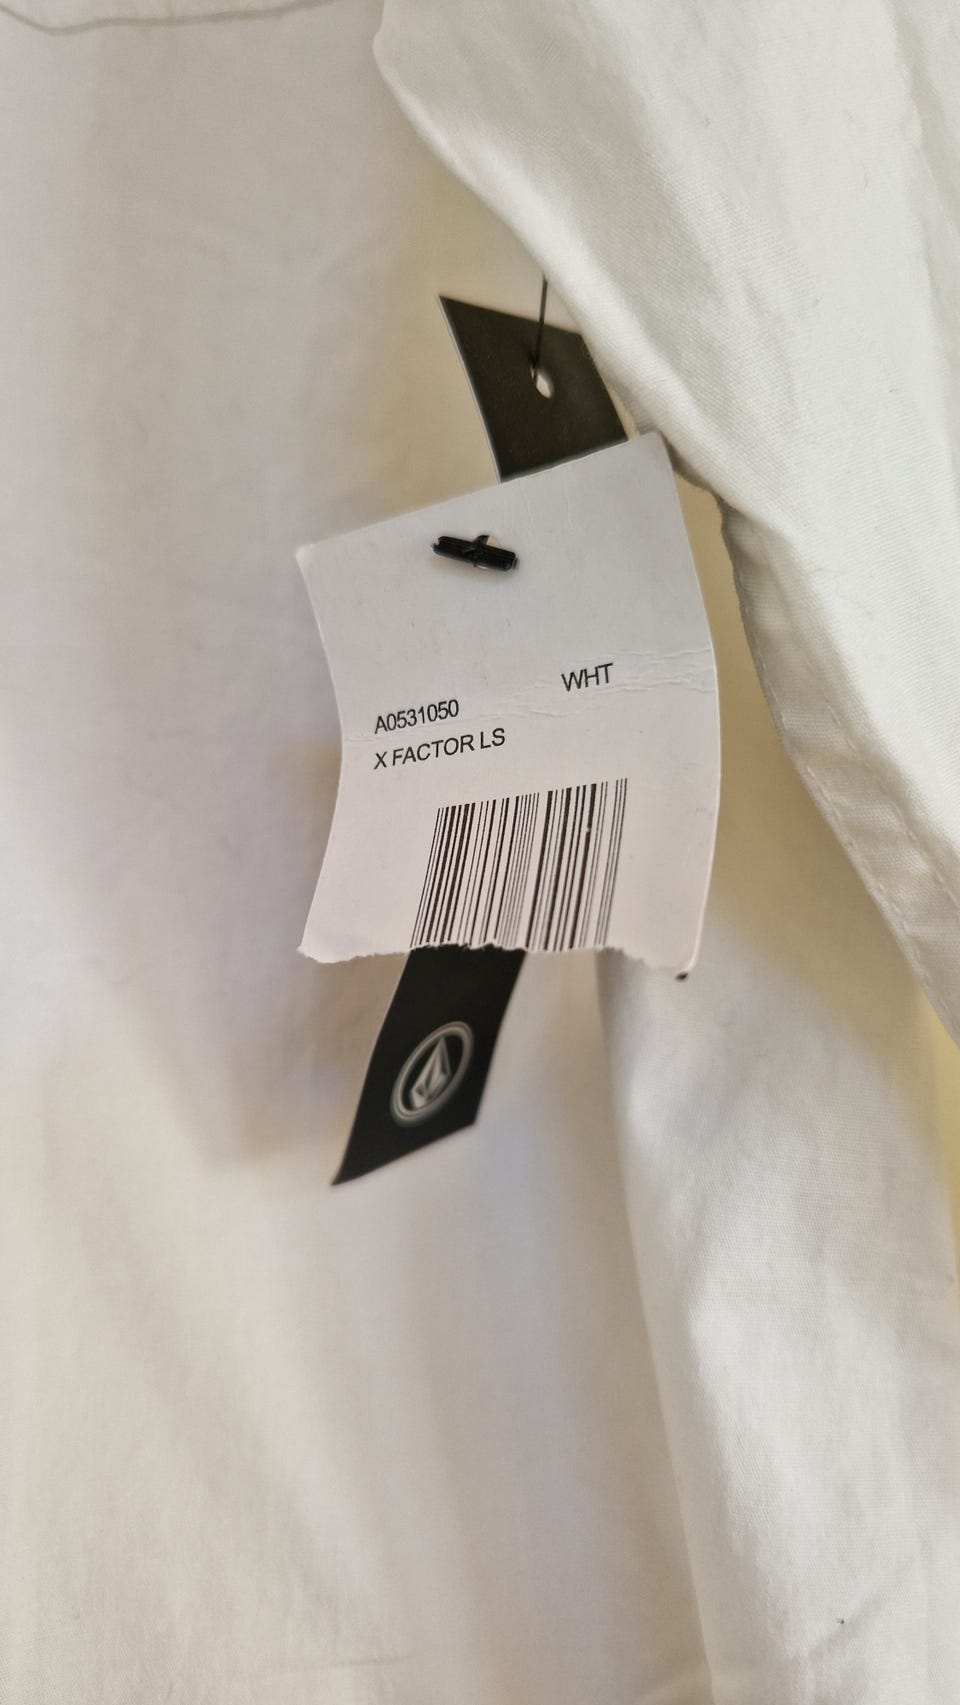 WHT
A0531050
X FACTOR LS